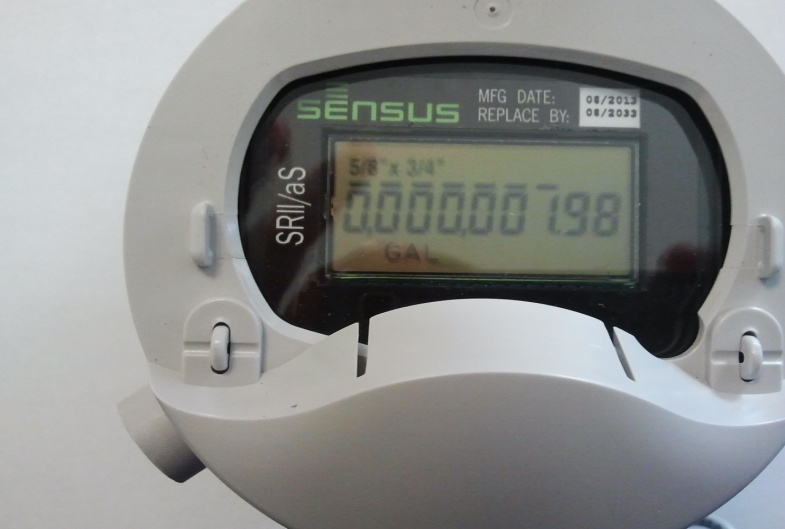 SENSUS
MFG DATE: 08/2013
REPLACE BY: 08/2033
SRII/aS
5/8" x 3/4"
0,000,007.98
GAL